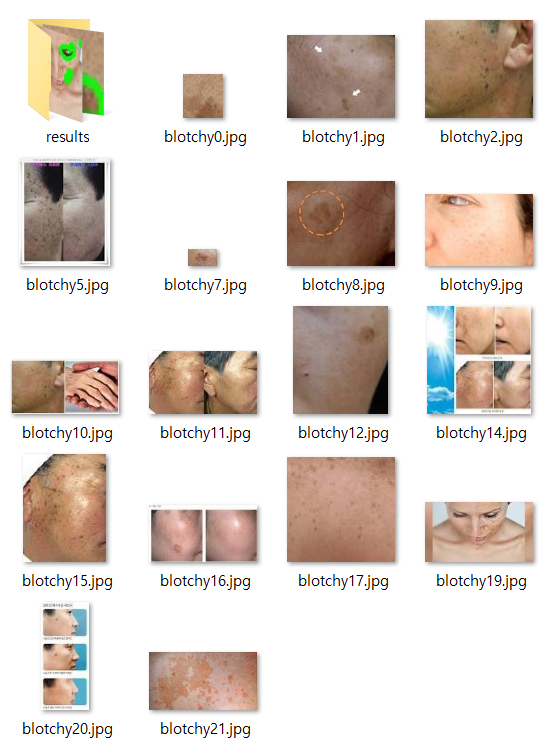 results
blotchy0.jpg
blotchy1.jpg
blotchy2.jpg
blotchy5.jpg
blotchy7.jpg
blotchy8.jpg
blotchy9.jpg
blotchy10.jpg
blotchy11.jpg
blotchy12.jpg
blotchy14.jpg
blotchy15.jpg
blotchy16.jpg
blotchy17.jpg
blotchy19.jpg
blotchy20.jpg
blotchy21.jpg